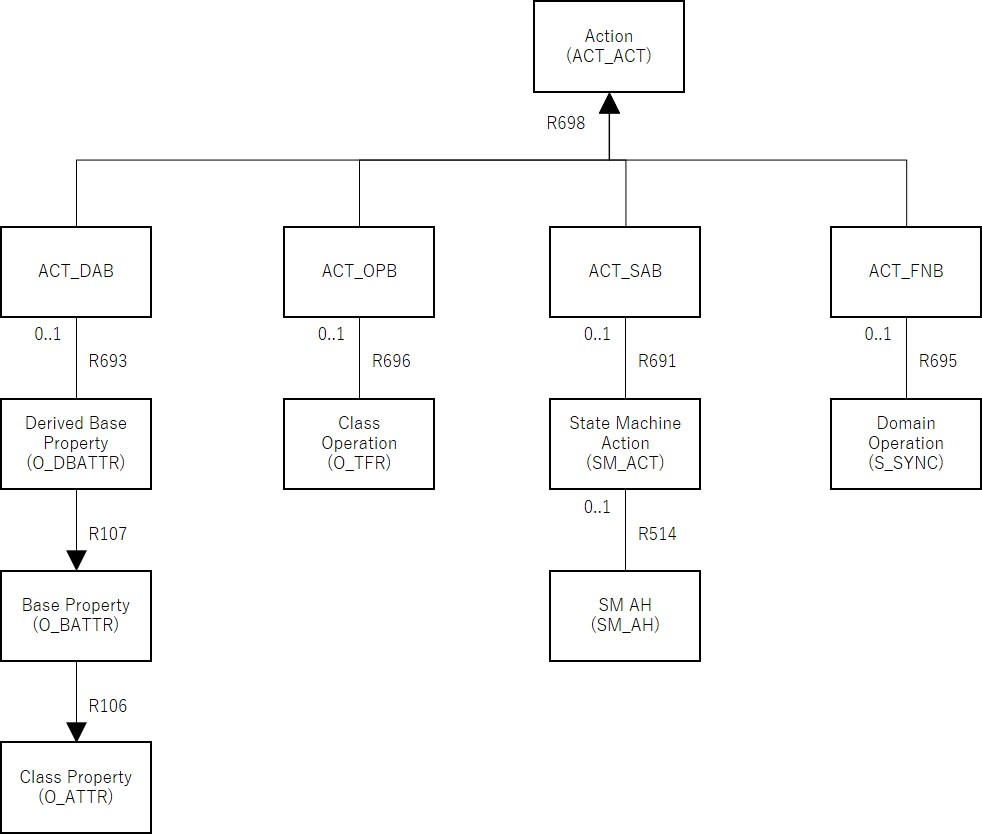 Action
(ACT_ACT)
R698
ACT_DAB
ACT_OPB
ACT_SAB
ACT_FNB
0..1
0..1
0..1
0..1
R693
R696
R691
R695
Derived Base
Property
(O_DBATTR)
Class
Operation
(O_TFR)
State Machine
Action
(SM_ACT)
Domain
Operation
(S_SYNC)
0..1
R107
R514
Base Property
(O_BATTR)
SM AH
(SM_AH)
R106
Class Property
(O_ATTR)